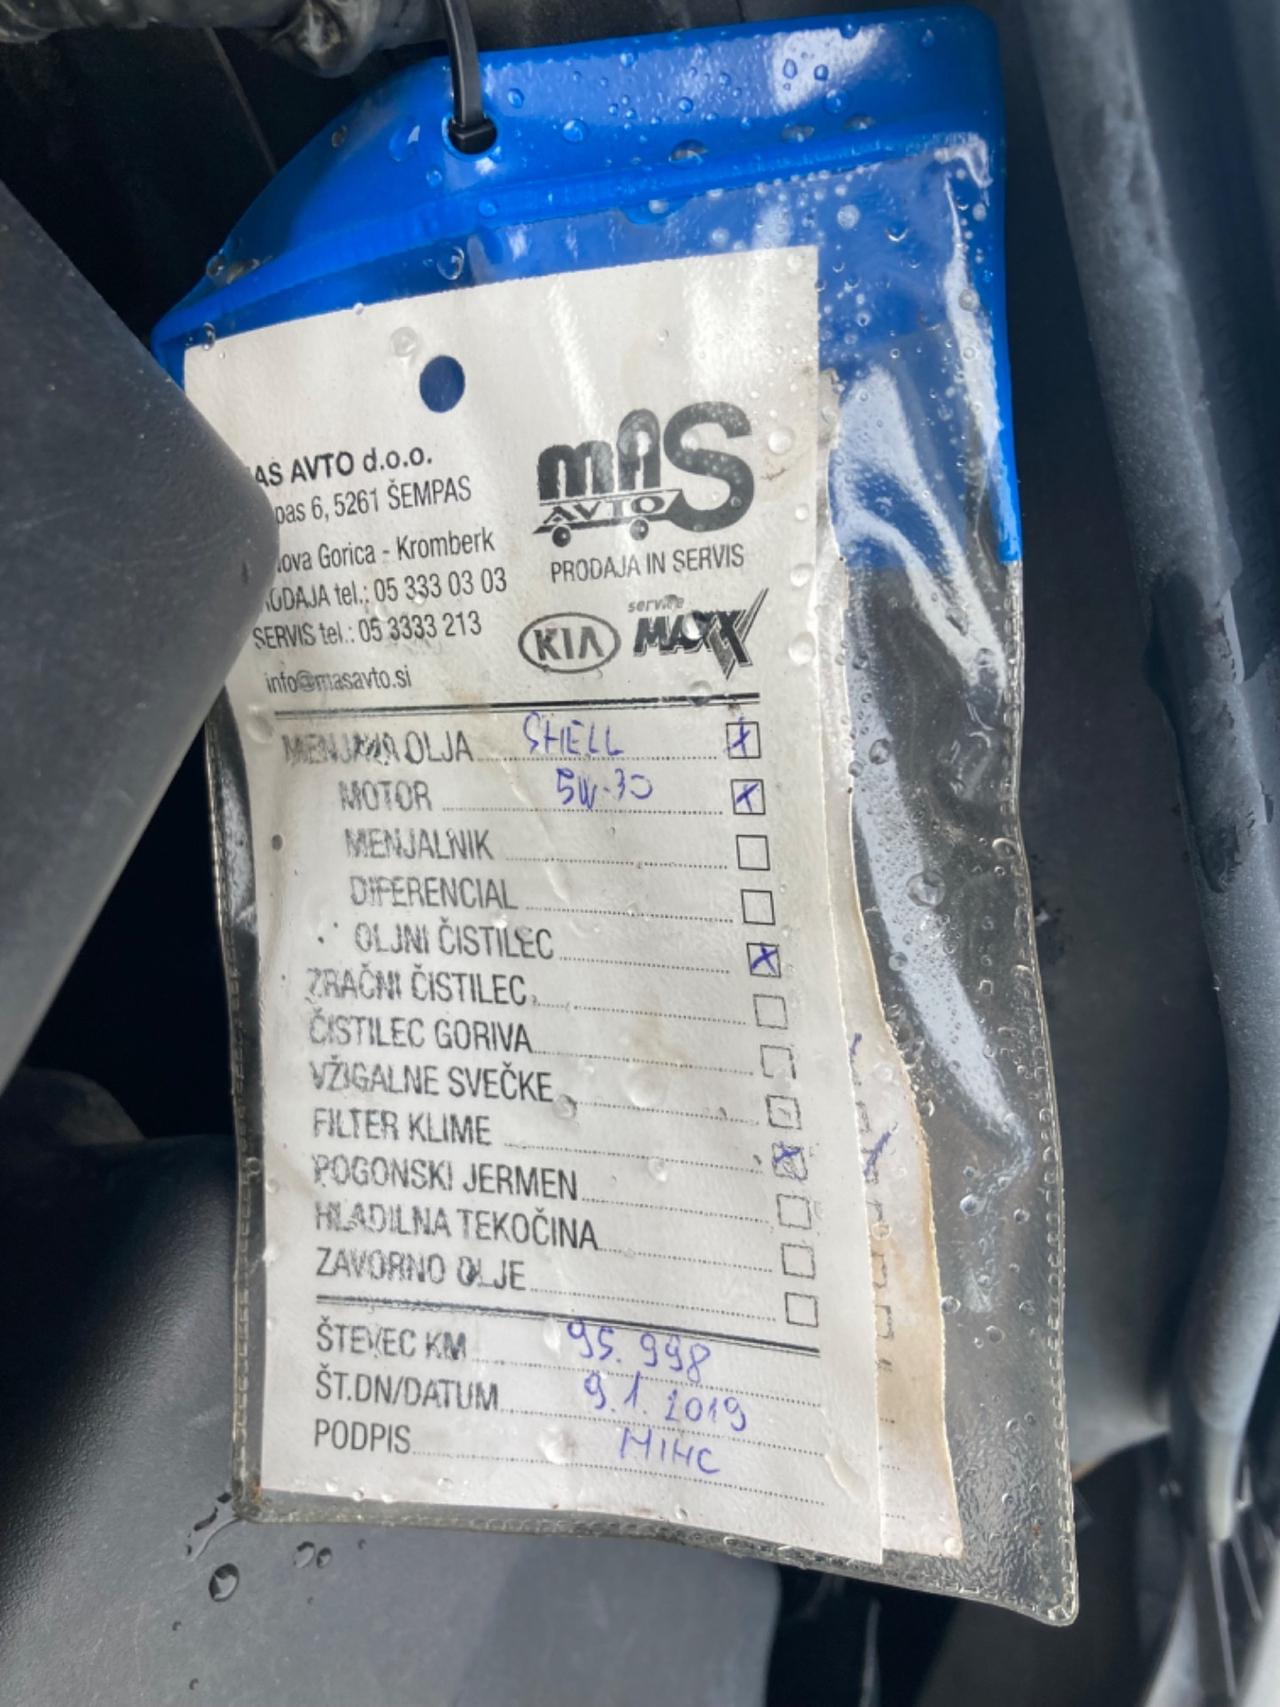 AS AVTO d.o.o.
pas 6, 5261 ŠEMPAS
ova Gorica - Kromberk
ODAJA tel.: 05 333 03 03
SERVIS tel.: 05 3333 213
info@masavto.si
mAS
AVTO
PRODAJA IN SERVIS
KIA
service
MAXX
MENJAVA OLJA SHELL
MOTOR 5W-30
MENJALNIK
DIFERENCIAL
OLJNI ČISTILEC
ZRAČNI ČISTILEC
ČISTILEC GORIVA
VŽIGALNE SVEČKE
FILTER KLIME
POGONSKI JERMEN
HLADILNA TEKOČINA
ZAVORNO OLJE
ŠTEVEC KM 95.998
ŠT.DN/DATUM 9.1.2019
PODPIS